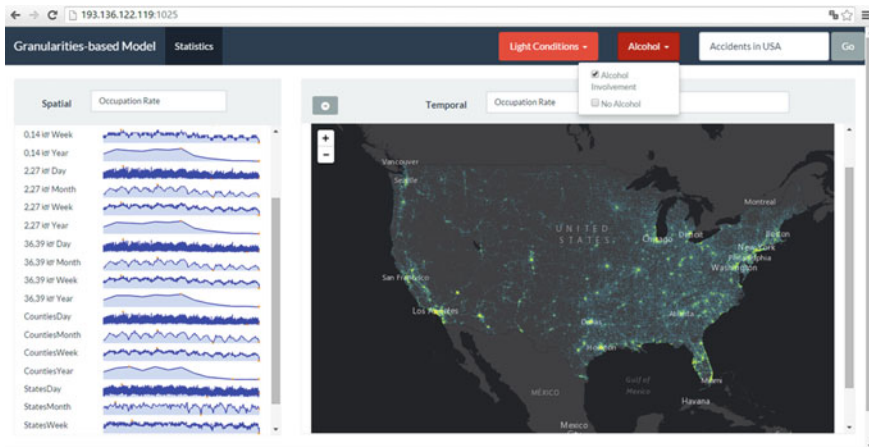 193.136.122.119:1025
Granularities-based Model Statistics Light Conditions Alcohol Accidents in USA Go
Alcohol Involvement
No Alcohol
Spatial Occupation Rate
Temporal Occupation Rate
0,14 km² Week
0,14 km² Year
2,27 km² Day
2,27 km² Month
2,27 km² Week
2,27 km² Year
36,39 km² Day
36,39 km² Month
36,39 km² Week
36,39 km² Year
CountiesDay
CountiesMonth
CountiesWeek
CountiesYear
StatesDay
StatesMonth
StatesWeek
+
−
Vancouver
Seattle
Montreal
UNITED STATES
Chicago
Detroit
Boston
New York
Philadelphia
Washington
San Francisco
Los Angeles
Atlanta
Dallas
Houston
Gulf of Mexico
Miami
MÉXICO
Havana
Mexico